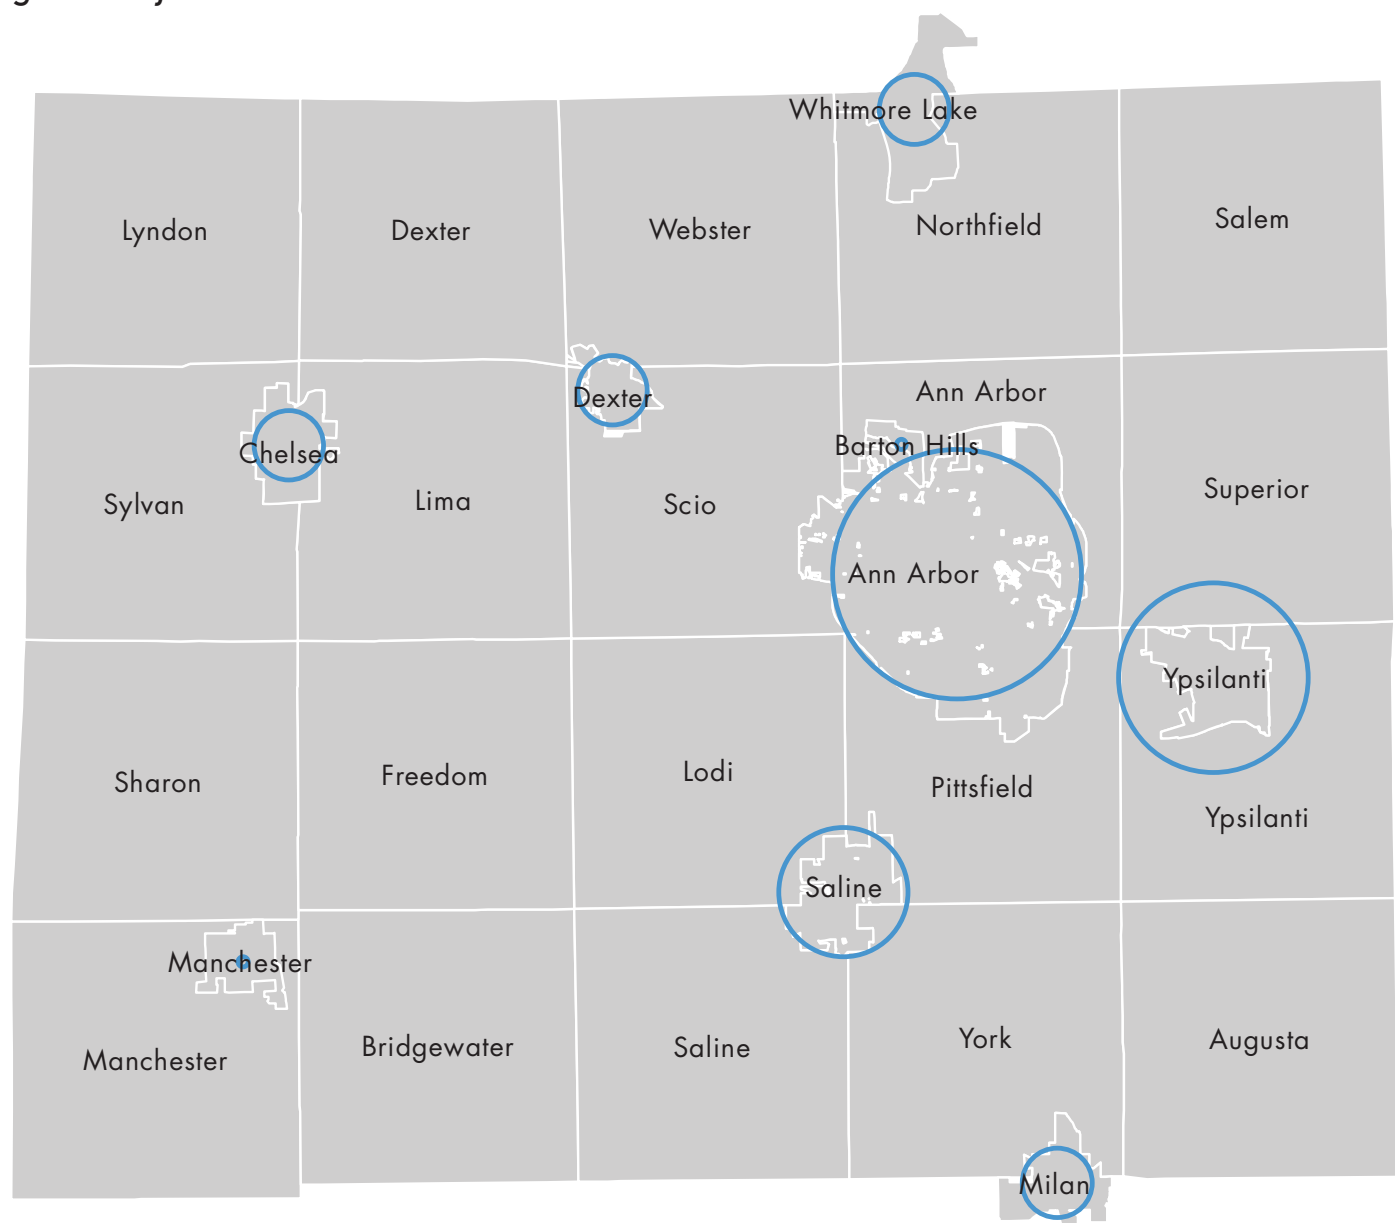 Whitmore Lake
Lyndon
Dexter
Webster
Northfield
Salem
Ann Arbor
Dexter
Barton Hills
Chelsea
Sylvan
Lima
Scio
Superior
Ann Arbor
Ypsilanti
Sharon
Freedom
Lodi
Pittsfield
Ypsilanti
Saline
Manchester
Manchester
Bridgewater
Saline
York
Augusta
Milan